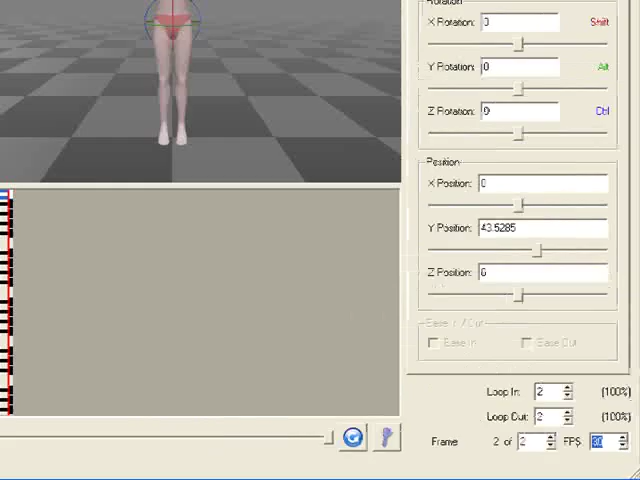 Rotation
X Rotation: 0 Shift
Y Rotation: 0 Alt
Z Rotation: 0 Ctrl
Position
X Position: 0
Y Position: 43.5285
Z Position: 6
Ease In / Out
Ease In Ease Out
Loop In: 2 (100%)
Loop Out: 2 (100%)
Frame 2 of 2 FPS: 30